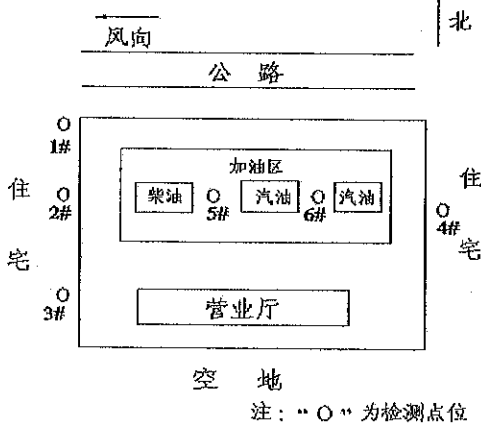 北
风向
公 路
1#
加油区
住
宅
2#
柴油
5#
汽油
6#
汽油
4#
住
宅
3#
营业厅
空 地
注：“O”为检测点位